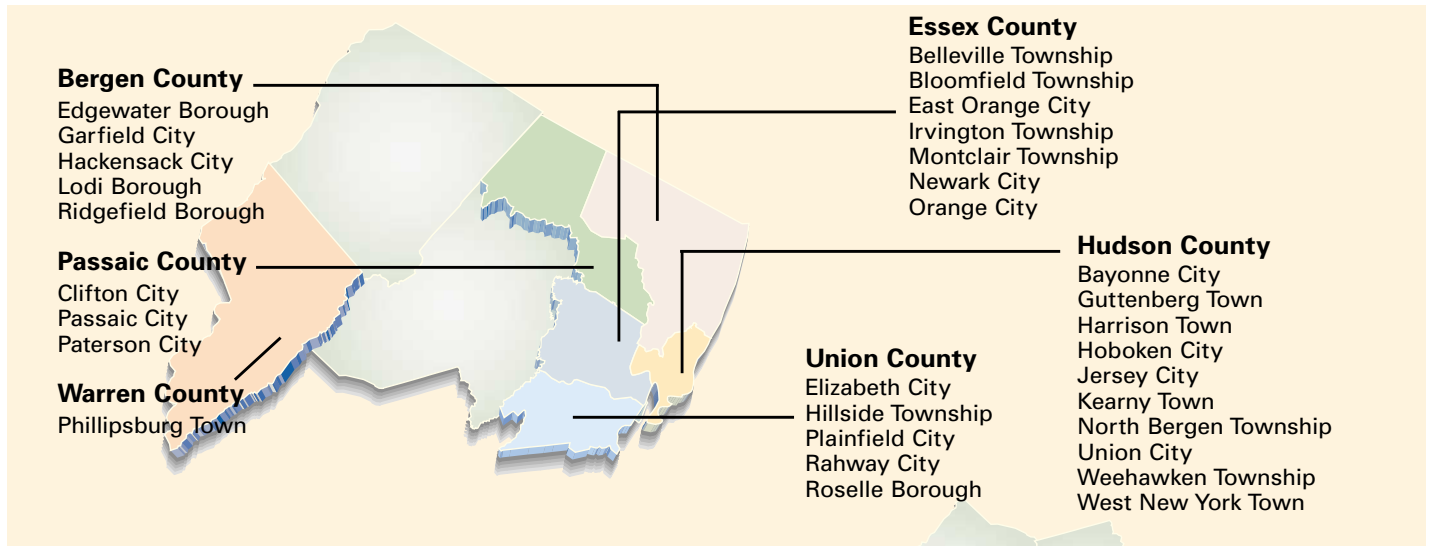 Bergen County
Edgewater Borough
Garfield City
Hackensack City
Lodi Borough
Ridgefield Borough
Passaic County
Clifton City
Passaic City
Paterson City
Warren County
Phillipsburg Town
Essex County
Belleville Township
Bloomfield Township
East Orange City
Irvington Township
Montclair Township
Newark City
Orange City
Hudson County
Bayonne City
Guttenberg Town
Harrison Town
Hoboken City
Jersey City
Kearny Town
North Bergen Township
Union City
Weehawken Township
West New York Town
Union County
Elizabeth City
Hillside Township
Plainfield City
Rahway City
Roselle Borough